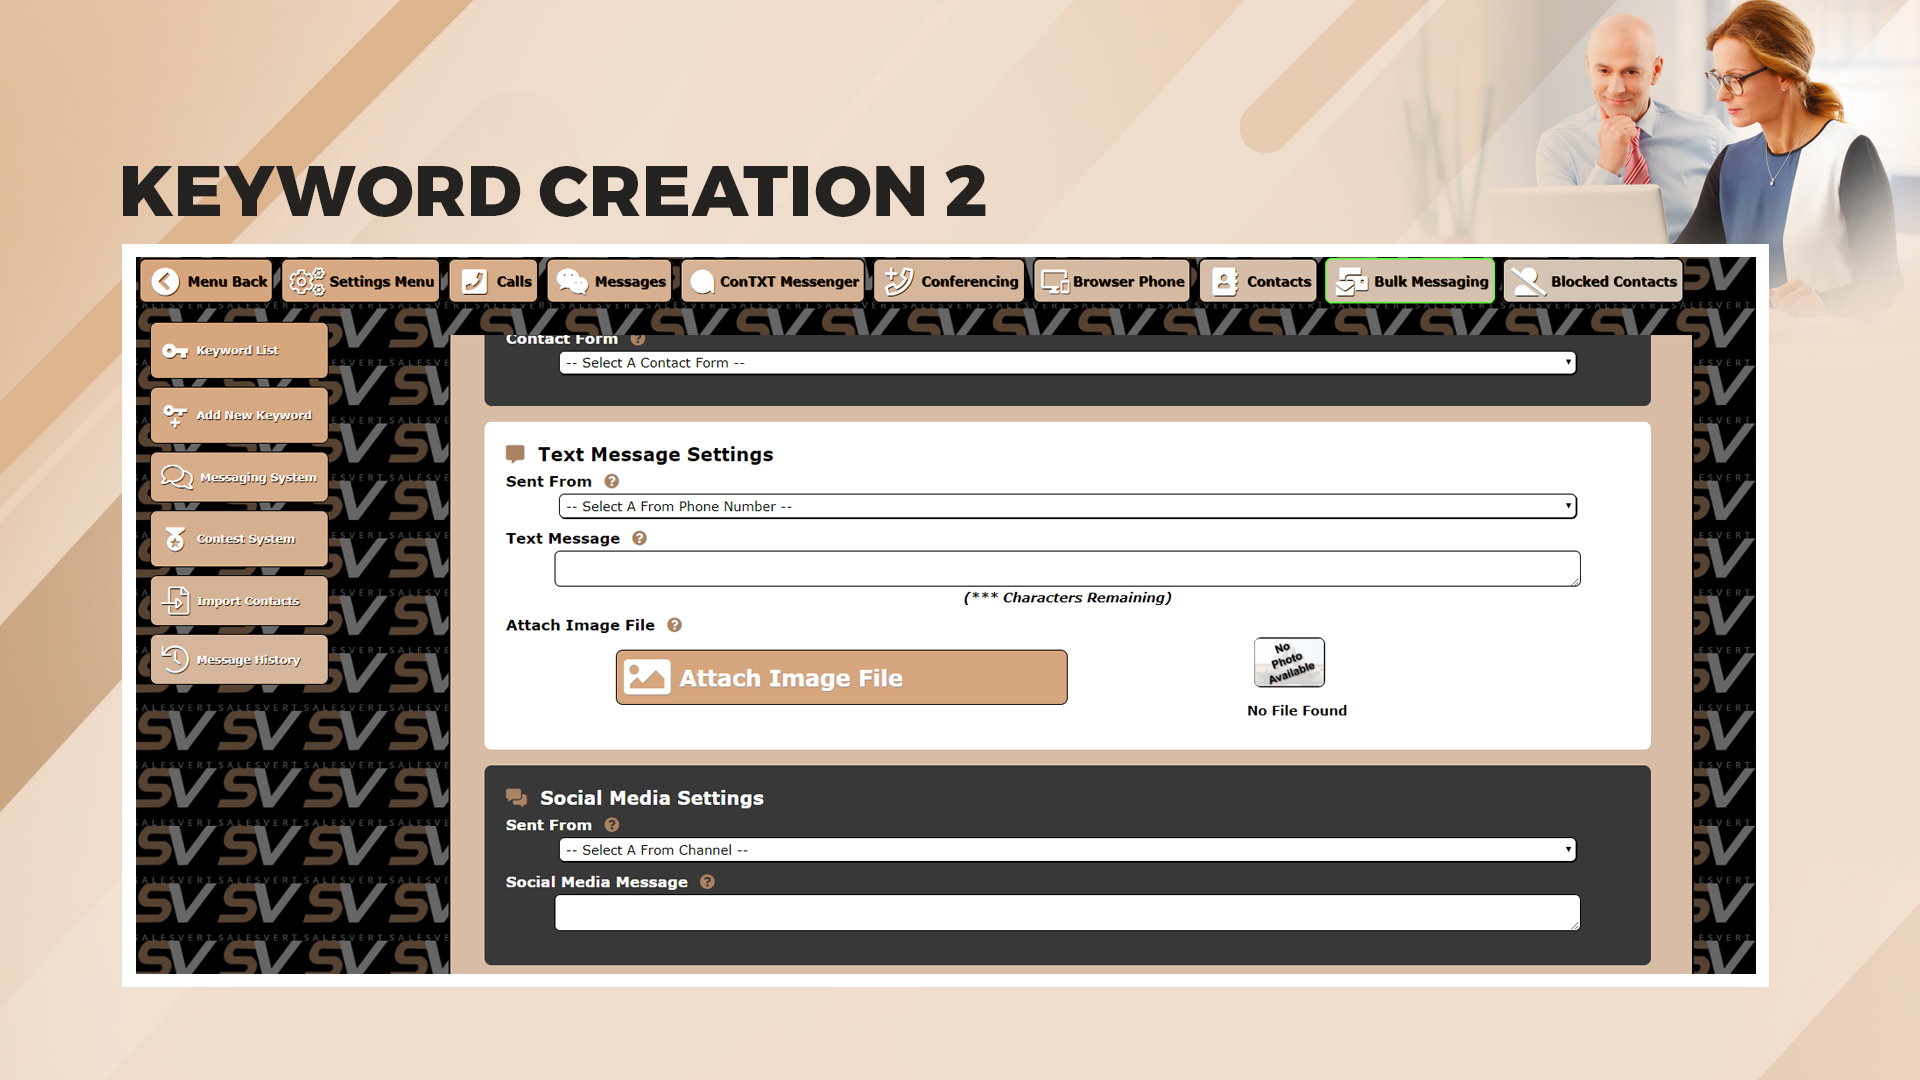 KEYWORD CREATION 2
Menu Back
Settings Menu
Calls
Messages
ConTXT Messenger
Conferencing
Browser Phone
Contacts
Bulk Messaging
Blocked Contacts
Keyword List
Add New Keyword
Messaging System
Contest System
Import Contacts
Message History
Contact Form ?
-- Select A Contact Form --
Text Message Settings
Sent From ?
-- Select A From Phone Number --
Text Message ?
(*** Characters Remaining)
Attach Image File ?
Attach Image File
No
Photo
Available
No File Found
Social Media Settings
Sent From ?
-- Select A From Channel --
Social Media Message ?
SV
SALESVERT